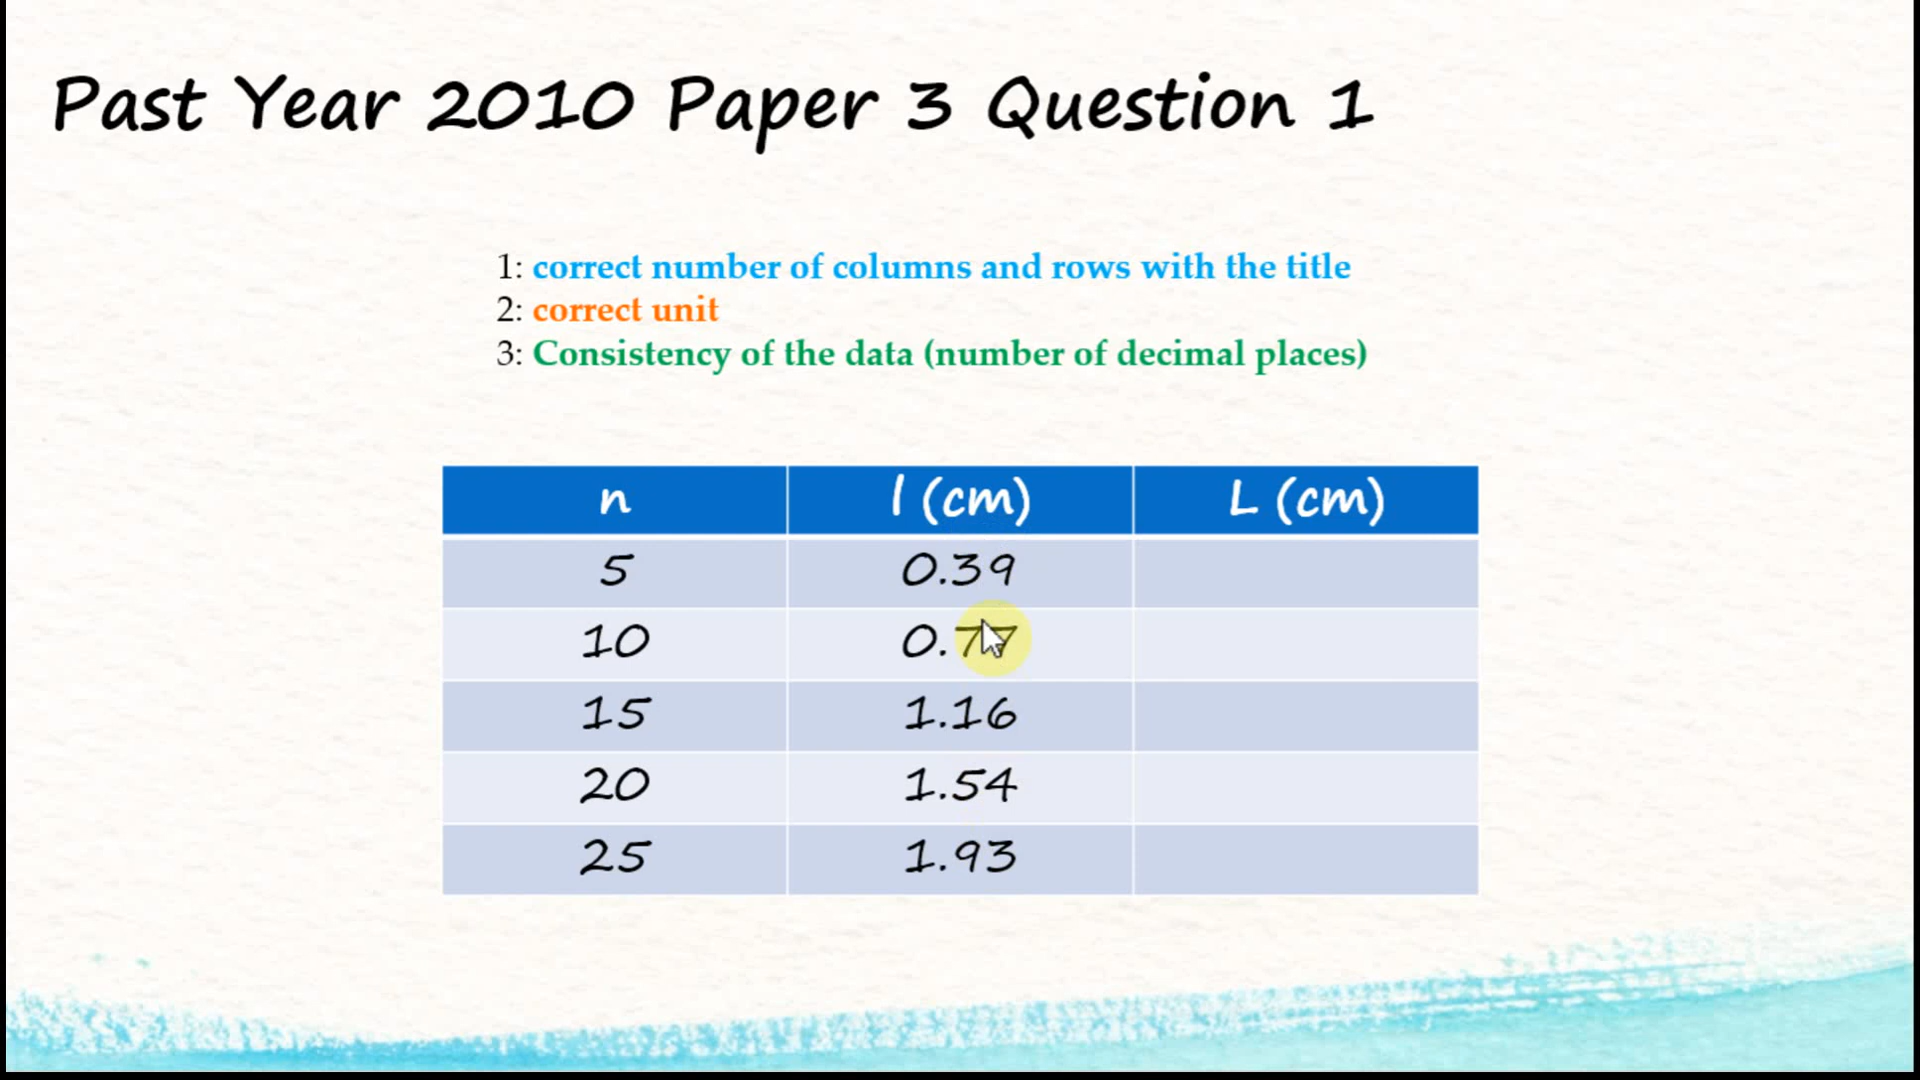 Past Year 2010 Paper 3 Question 1
1: correct number of columns and rows with the title
2: correct unit
3: Consistency of the data (number of decimal places)
n l (cm) L (cm)
5 0.39
10 0.77
15 1.16
20 1.54
25 1.93